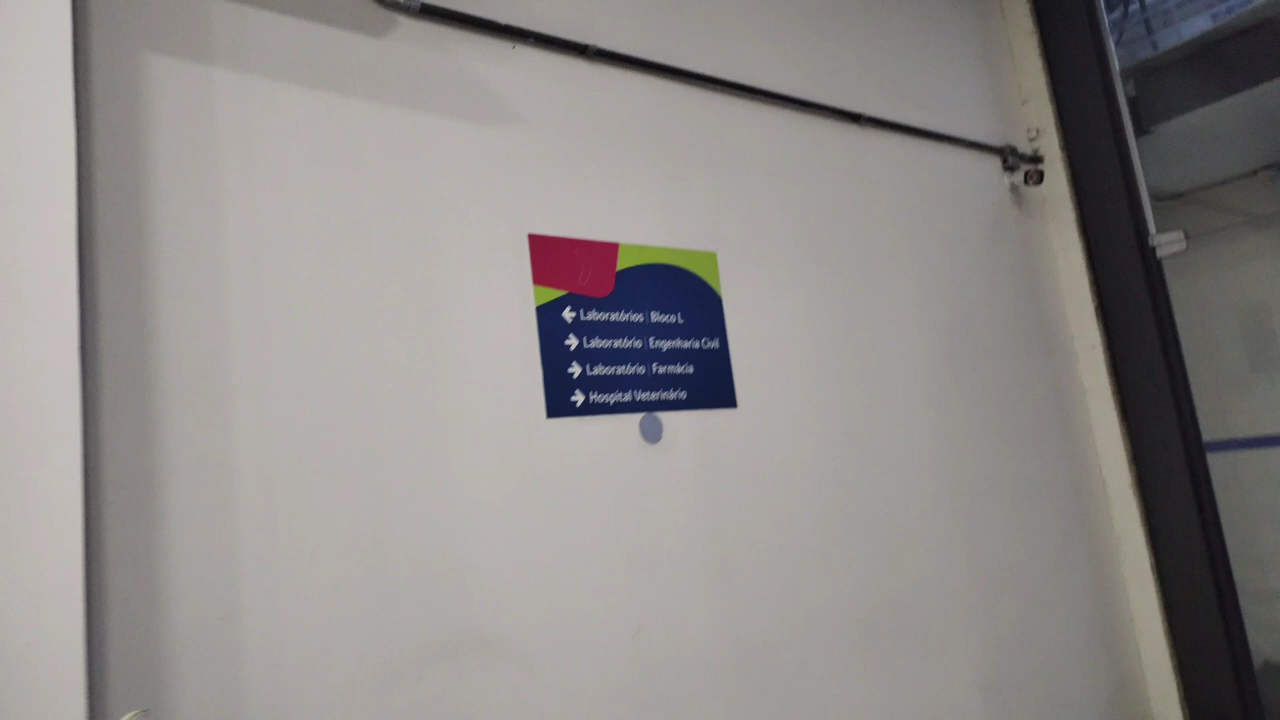 ← Laboratórios | Bloco L
→ Laboratório | Engenharia Civil
→ Laboratório | Farmácia
→ Hospital Veterinário